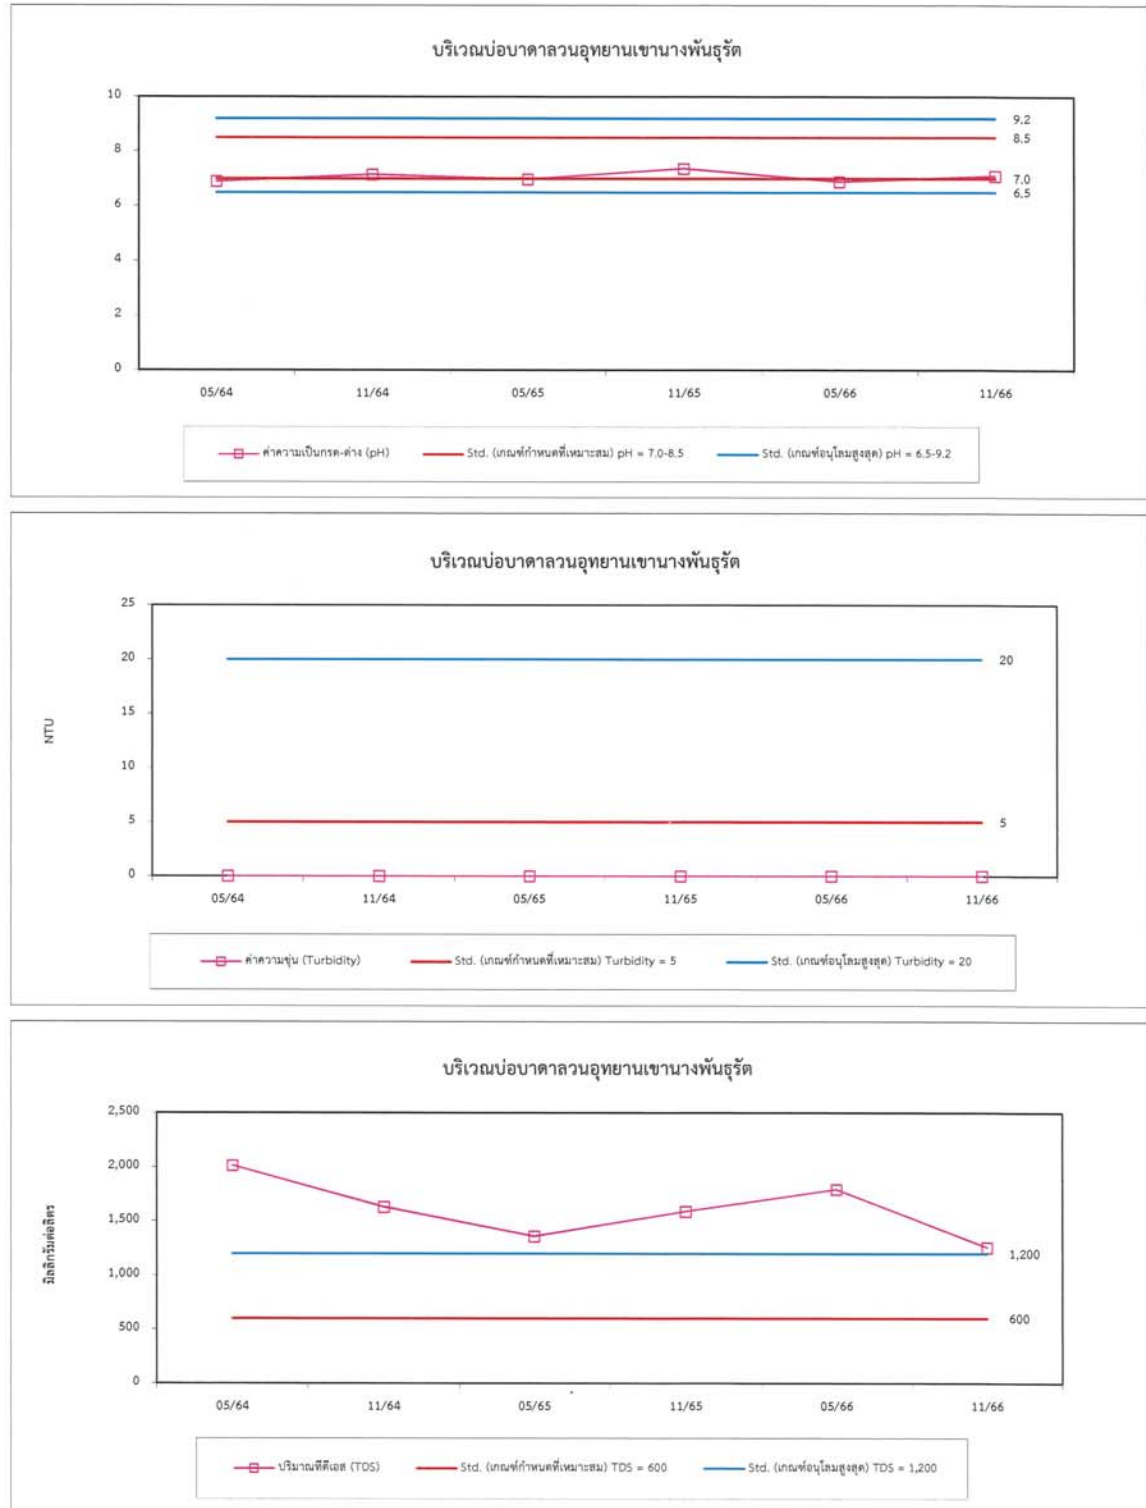 บริเวณบ่อบาดาลวนอุทยานเขานางพันธุรัต
10
8
6
4
2
0
9.2
8.5
7.0
6.5
05/64 11/64 05/65 11/65 05/66 11/66
ค่าความเป็นกรด-ด่าง (pH) Std. (เกณฑ์กำหนดที่เหมาะสม) pH = 7.0-8.5 Std. (เกณฑ์อนุโลมสูงสุด) pH = 6.5-9.2
บริเวณบ่อบาดาลวนอุทยานเขานางพันธุรัต
NTU
25
20
15
10
5
0
20
5
05/64 11/64 05/65 11/65 05/66 11/66
ค่าความขุ่น (Turbidity) Std. (เกณฑ์กำหนดที่เหมาะสม) Turbidity = 5 Std. (เกณฑ์อนุโลมสูงสุด) Turbidity = 20
บริเวณบ่อบาดาลวนอุทยานเขานางพันธุรัต
มิลลิกรัมต่อลิตร
2,500
2,000
1,500
1,000
500
0
1,200
600
05/64 11/64 05/65 11/65 05/66 11/66
ปริมาณทีดีเอส (TDS) Std. (เกณฑ์กำหนดที่เหมาะสม) TDS = 600 Std. (เกณฑ์อนุโลมสูงสุด) TDS = 1,200